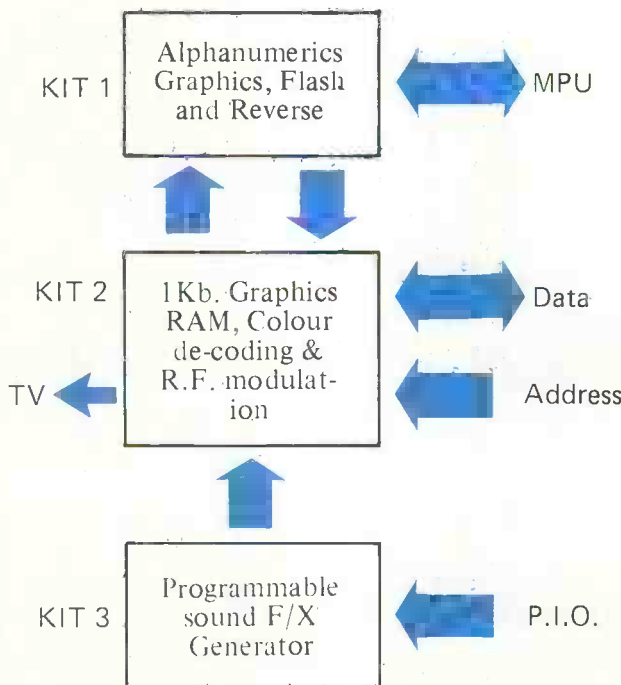 KIT 1
Alphanumerics
Graphics, Flash
and Reverse
MPU
KIT 2
1Kb. Graphics
RAM, Colour
de-coding &
R.F. modulat-
ion
Data
TV
Address
KIT 3
Programmable
sound F/X
Generator
P.I.O.